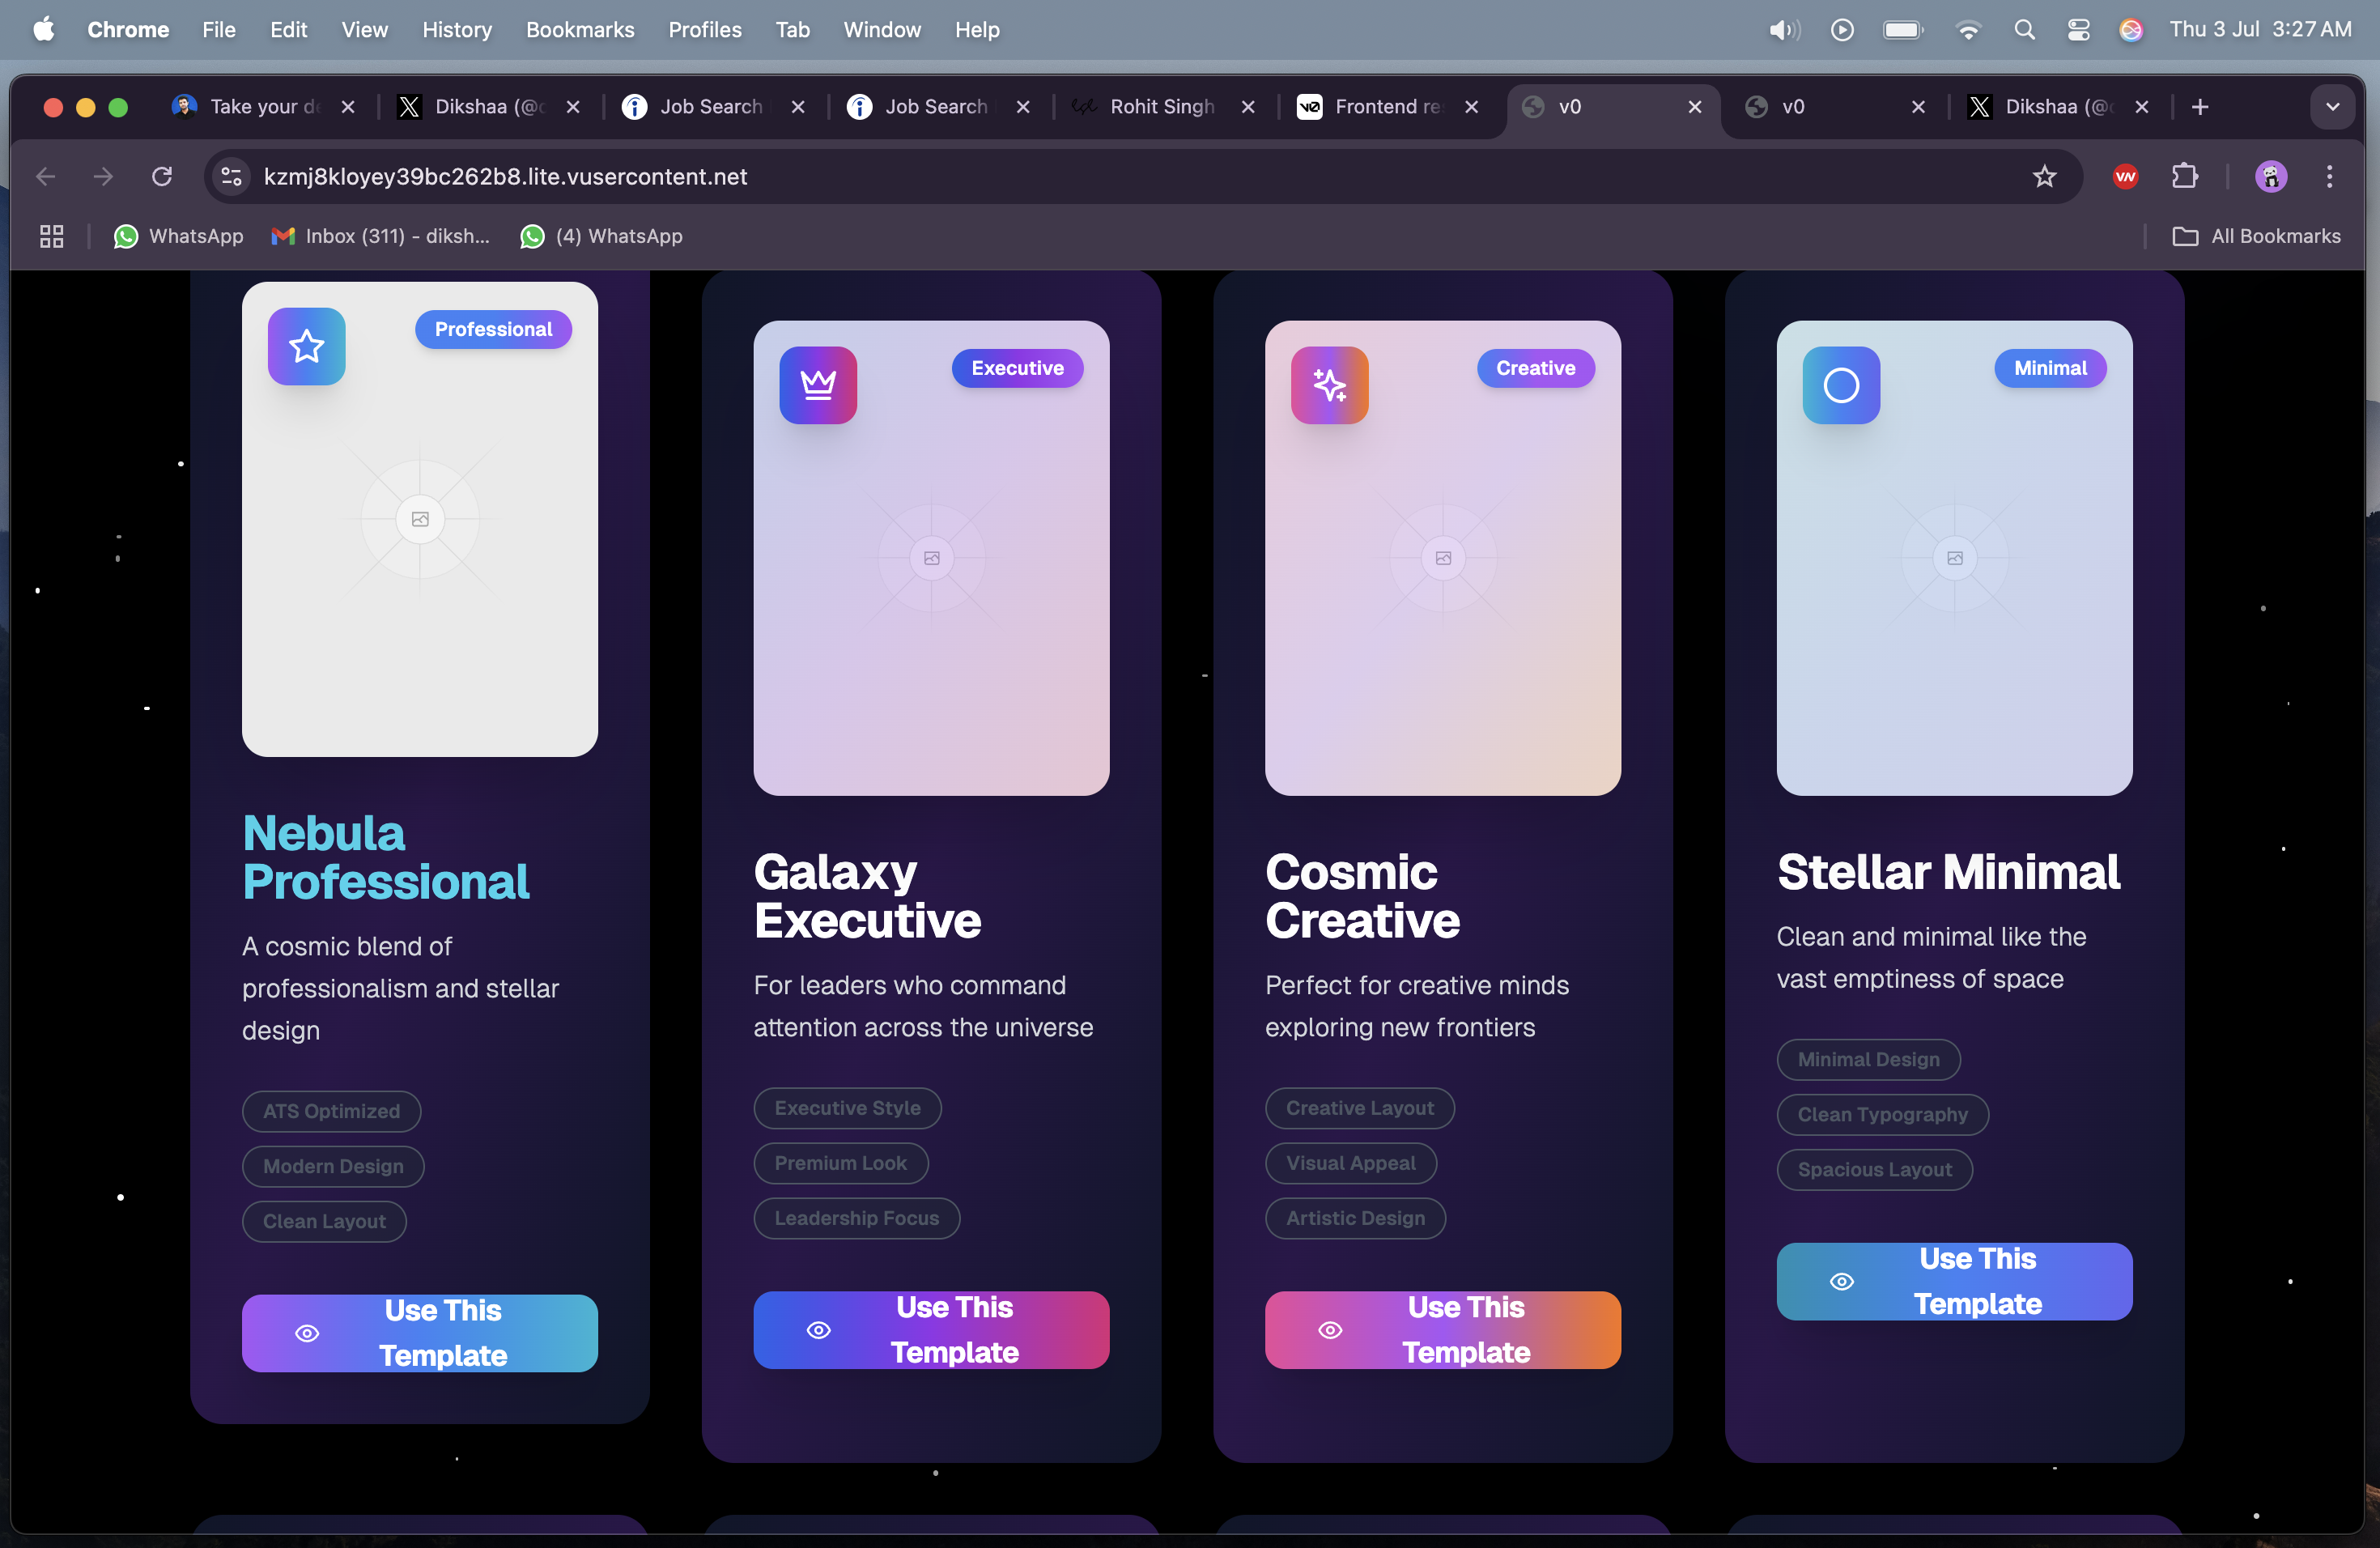 Chrome File Edit View History Bookmarks Profiles Tab Window Help Thu 3 Jul 3:27 AM
Take your de Dikshaa (@ Job Search Job Search Rohit Singh v0 Frontend re v0 v0 Dikshaa (@
kzmj8kloyey39bc262b8.lite.vusercontent.net VN
WhatsApp Inbox (311) - diksh... (4) WhatsApp All Bookmarks
Professional
Nebula
Professional
A cosmic blend of
professionalism and stellar
design
ATS Optimized
Modern Design
Clean Layout
Use This
Template
Executive
Galaxy
Executive
For leaders who command
attention across the universe
Executive Style
Premium Look
Leadership Focus
Use This
Template
Creative
Cosmic
Creative
Perfect for creative minds
exploring new frontiers
Creative Layout
Visual Appeal
Artistic Design
Use This
Template
Minimal
Stellar Minimal
Clean and minimal like the
vast emptiness of space
Minimal Design
Clean Typography
Spacious Layout
Use This
Template